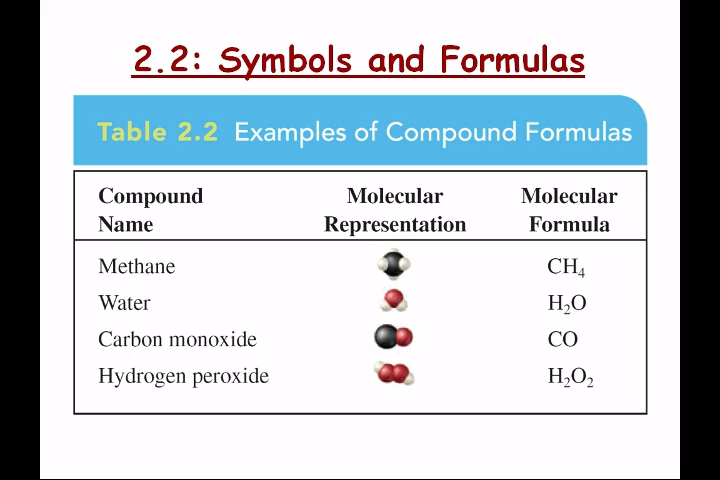 2.2: Symbols and Formulas
Table 2.2 Examples of Compound Formulas
Compound Name Molecular Representation Molecular Formula
Methane CH₄
Water H₂O
Carbon monoxide CO
Hydrogen peroxide H₂O₂